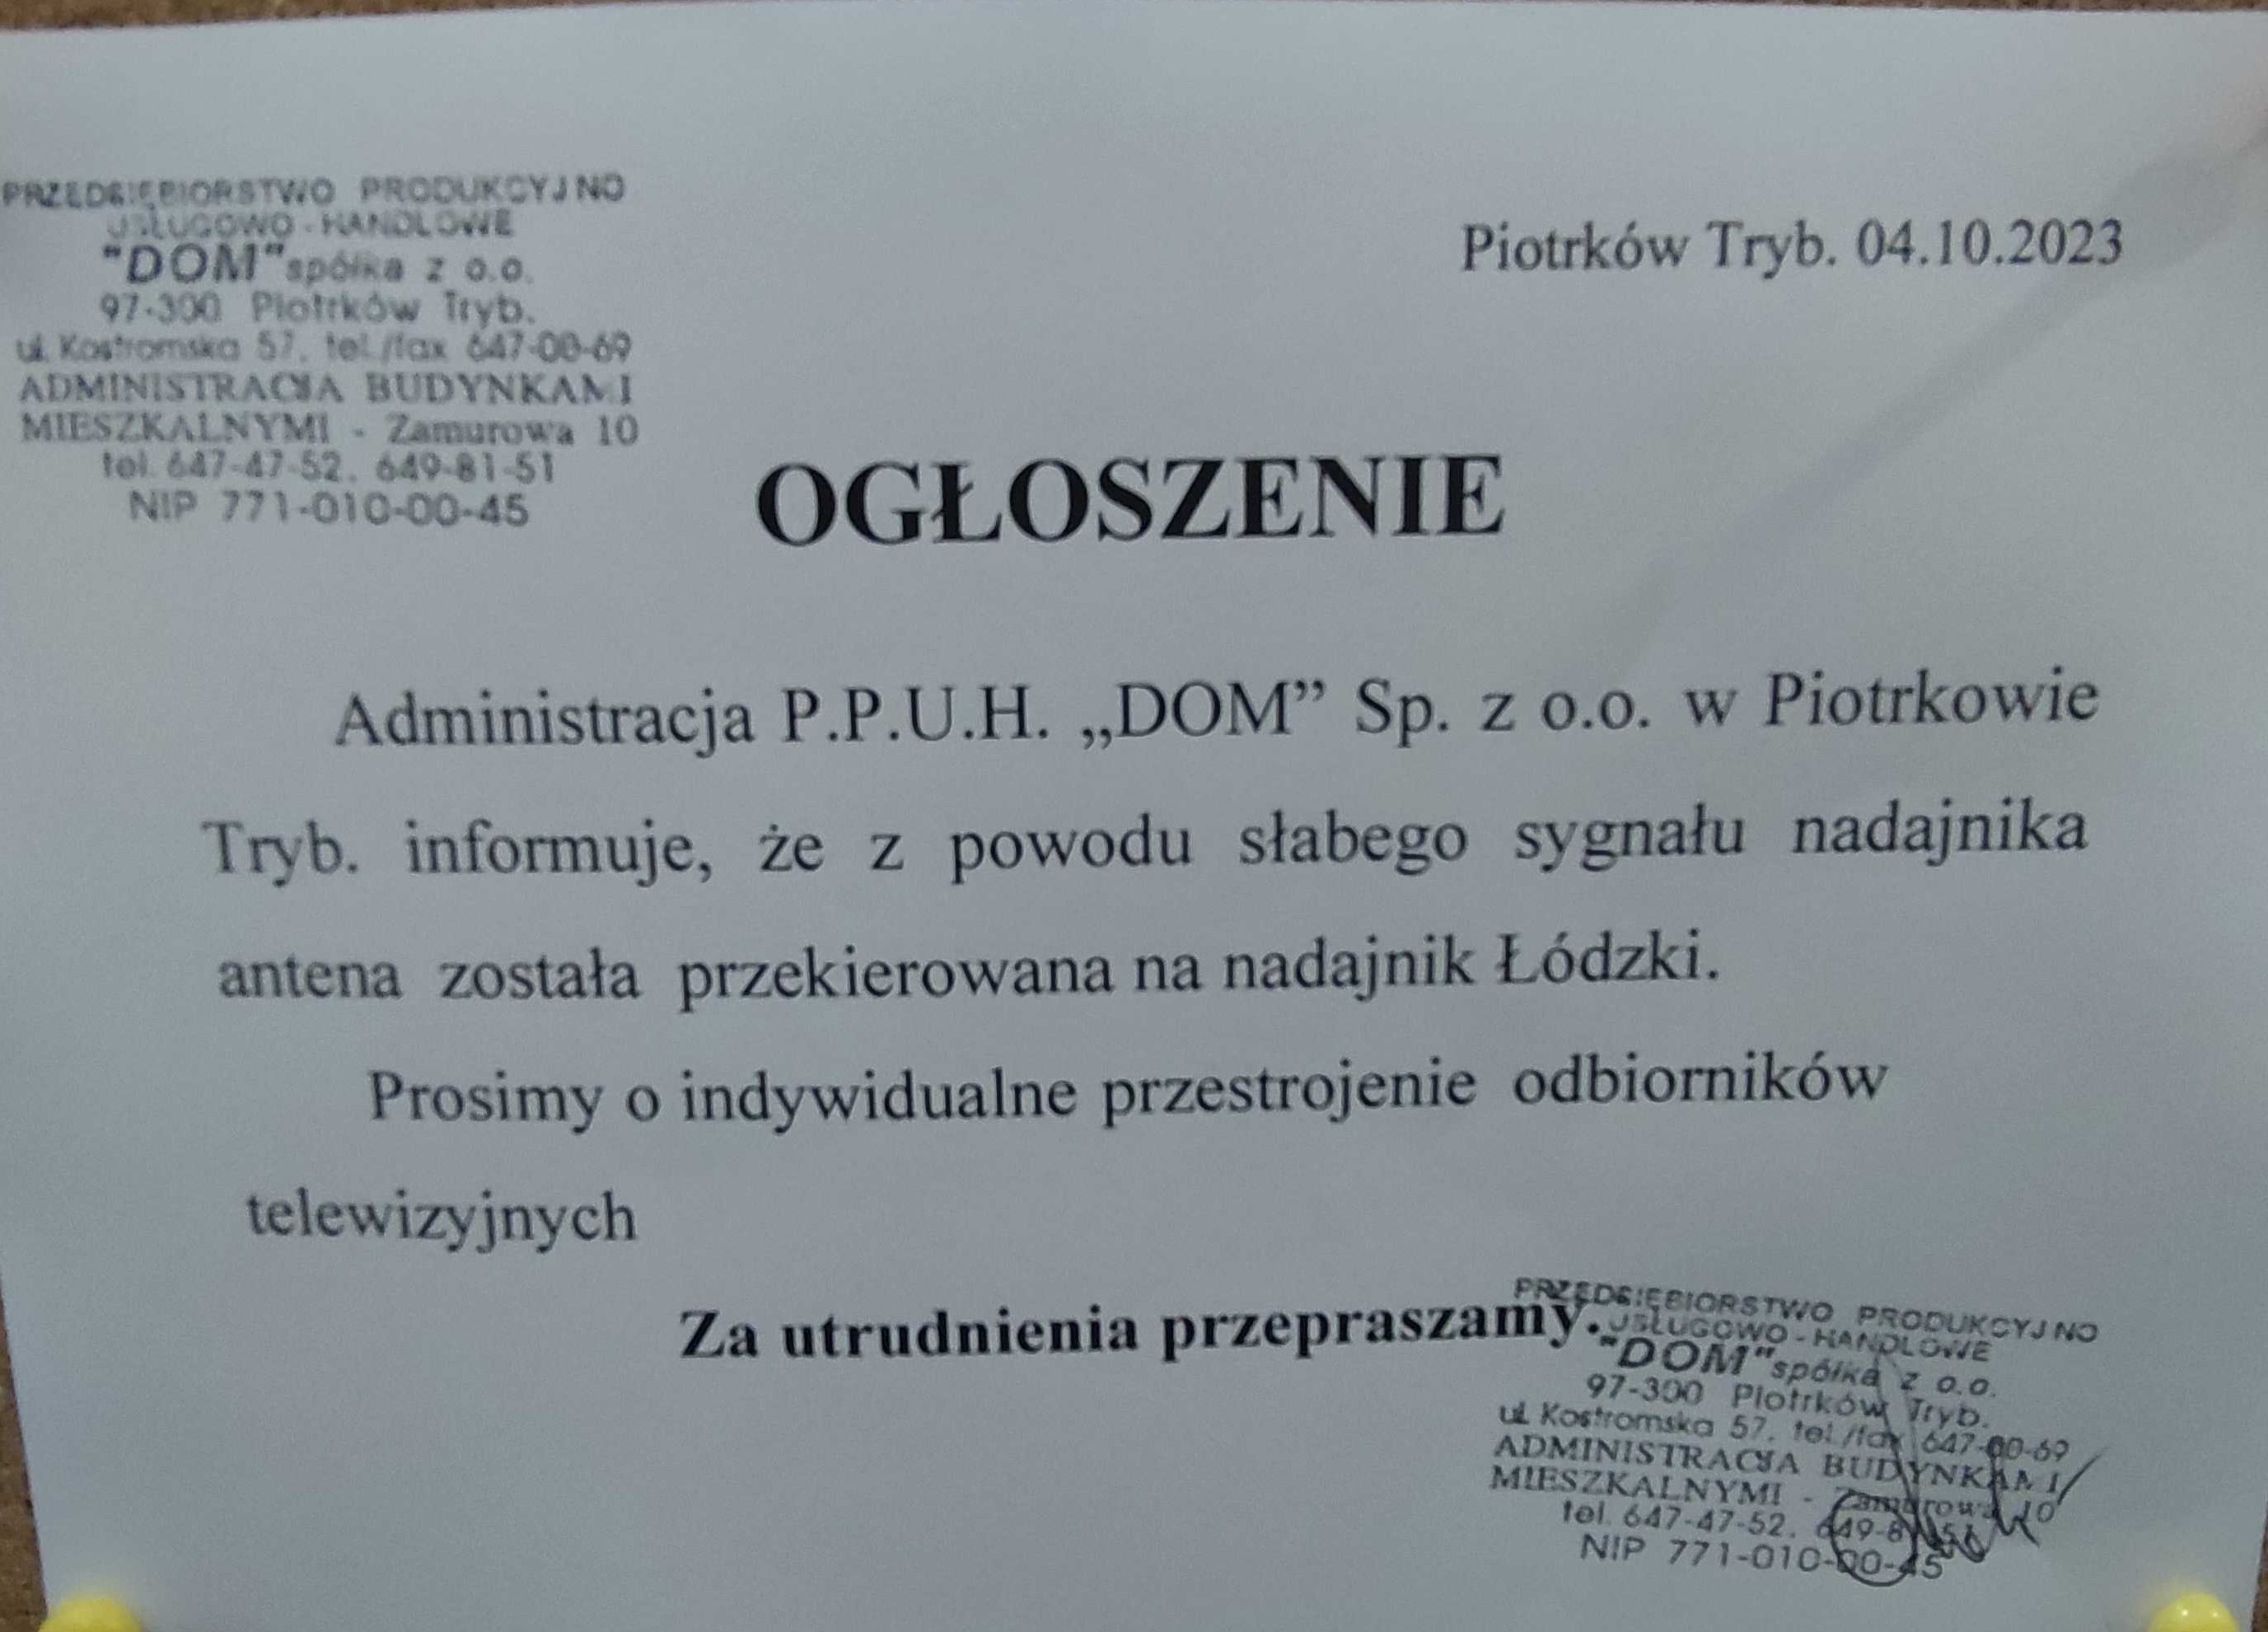 PRZEDSIĘBIORSTWO PRODUKCYJNO
USŁUGOWO - HANDLOWE
"DOM" spółka z o.o.
97-300 Piotrków Tryb.
ul. Kostromska 57, tel./fax 647-00-69
ADMINISTRACJA BUDYNKAMI
MIESZKALNYMI - Zamurowa 10
tel. 647-47-52, 649-81-51
NIP 771-010-00-45
Piotrków Tryb. 04.10.2023
OGŁOSZENIE
Administracja P.P.U.H. „DOM” Sp. z o.o. w Piotrkowie
Tryb. informuje, że z powodu słabego sygnału nadajnika
antena została przekierowana na nadajnik Łódzki.
Prosimy o indywidualne przestrojenie odbiorników
telewizyjnych
Za utrudnienia przepraszamy.
PRZEDSIĘBIORSTWO PRODUKCYJNO
USŁUGOWO - HANDLOWE
"DOM" spółka z o.o.
97-300 Piotrków Tryb.
ul. Kostromska 57, tel./fax 647-00-69
ADMINISTRACJA BUDYNKAMI
MIESZKALNYMI - Zamurowa 10
tel. 647-47-52, 649-81-51
NIP 771-010-00-45